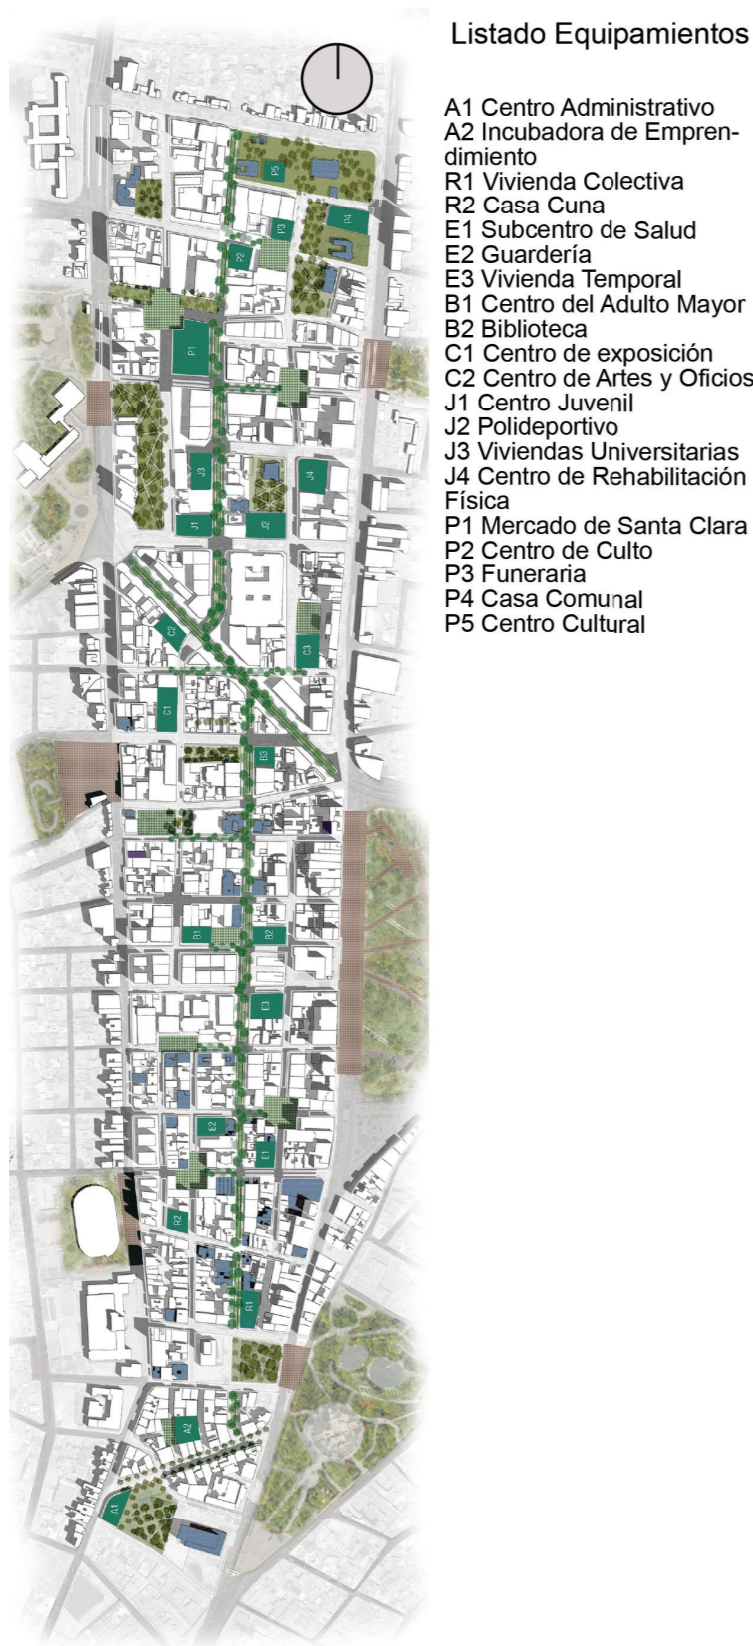 Listado Equipamientos
A1 Centro Administrativo
A2 Incubadora de Empren-
dimiento
R1 Vivienda Colectiva
R2 Casa Cuna
E1 Subcentro de Salud
E2 Guardería
E3 Vivienda Temporal
B1 Centro del Adulto Mayor
B2 Biblioteca
C1 Centro de exposición
C2 Centro de Artes y Oficios
J1 Centro Juvenil
J2 Polideportivo
J3 Viviendas Universitarias
J4 Centro de Rehabilitación
Física
P1 Mercado de Santa Clara
P2 Centro de Culto
P3 Funeraria
P4 Casa Comunal
P5 Centro Cultural
P5
P4
P3
P2
P1
J3
J4
J1
J2
C2
C3
C1
B3
B1
B2
E3
E2
E1
R2
R1
A2
A1